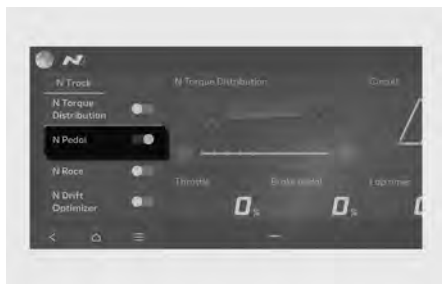 N
N Track
N Torque Distribution
Circuit
N Torque
Distribution
N Pedal
N Race
Throttle
Brake pedal
Lap timer
N Drift
Optimizer
0 %
0 %